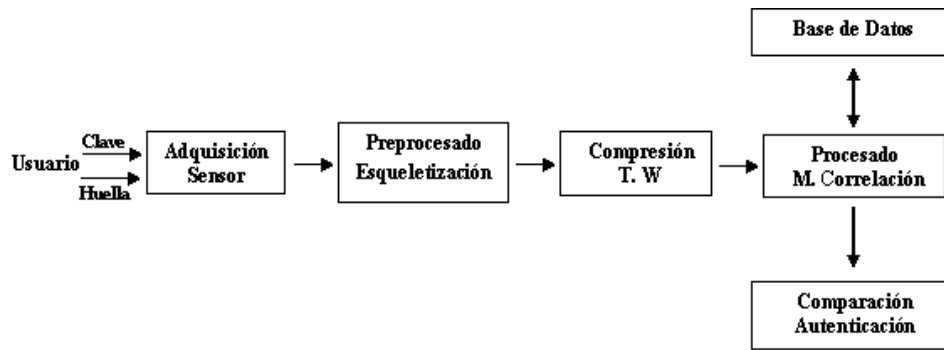 Base de Datos
Clave
Usuario
Huella
Adquisición
Sensor
Preprocesado
Esqueletización
Compresión
T. W
Procesado
M. Correlación
Comparación
Autenticación